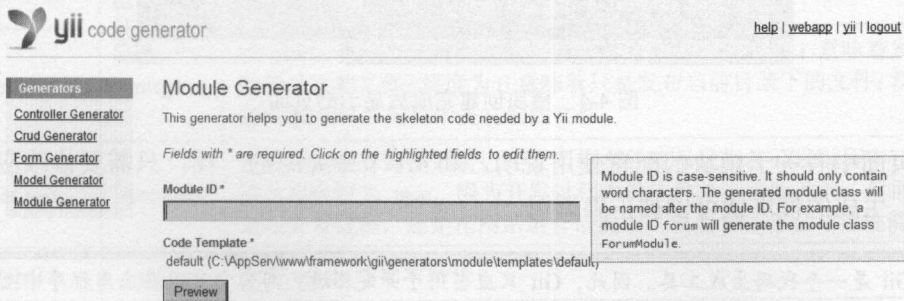 yii code generator
help | webapp | yii | logout
Generators
Controller Generator
Crud Generator
Form Generator
Model Generator
Module Generator
Module Generator
This generator helps you to generate the skeleton code needed by a Yii module.
Fields with * are required. Click on the highlighted fields to edit them.
Module ID *
Module ID is case-sensitive. It should only contain
word characters. The generated module class will
be named after the module ID. For example, a
module ID forum will generate the module class
ForumModule.
Code Template *
default (C:\AppServ\www\framework\gii\generators\module\templates\default,
Preview